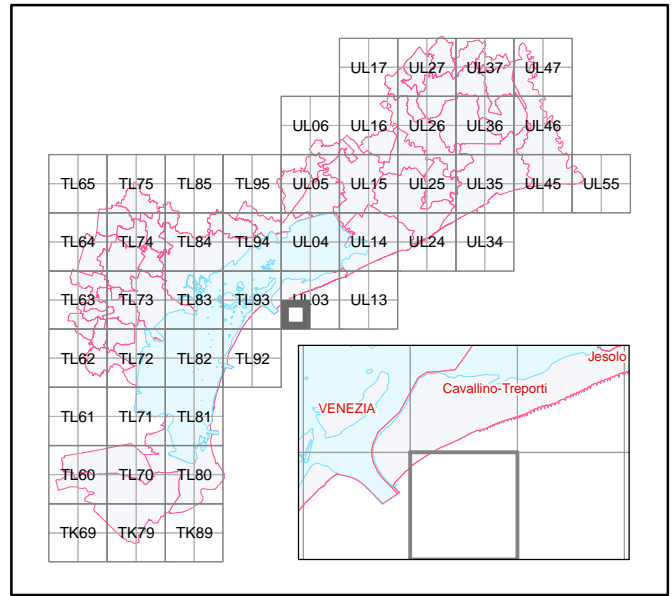 UL17 UL27 UL37 UL47
UL06 UL16 UL26 UL36 UL46
TL65 TL75 TL85 TL95 UL05 UL15 UL25 UL35 UL45 UL55
TL64 TL74 TL84 TL94 UL04 UL14 UL24 UL34
TL63 TL73 TL83 TL93 UL03 UL13
TL62 TL72 TL82 TL92
TL61 TL71 TL81
TL60 TL70 TL80
TK69 TK79 TK89
Jesolo
Cavallino-Treporti
VENEZIA